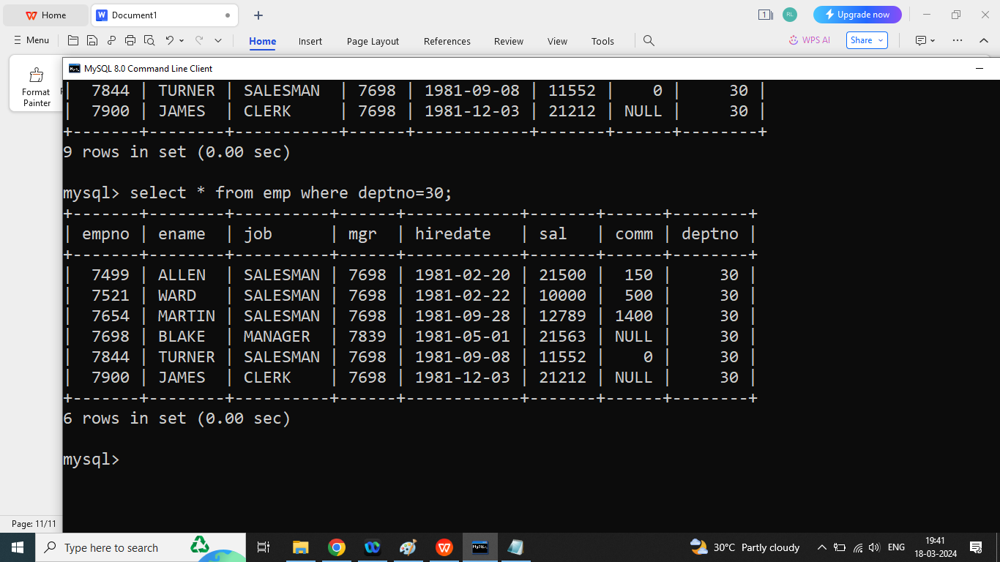 Home
Document1
1
RL
Upgrade now
Menu
Home
Insert
Page Layout
References
Review
View
Tools
WPS AI
Share
Format
Painter
MySQL 8.0 Command Line Client
| 7844 | TURNER | SALESMAN | 7698 | 1981-09-08 | 11552 | 0 | 30 |
| 7900 | JAMES | CLERK | 7698 | 1981-12-03 | 21212 | NULL | 30 |
+-------+--------+-----------+------+------------+-------+------+--------+
9 rows in set (0.00 sec)
mysql> select * from emp where deptno=30;
+-------+--------+----------+------+------------+-------+------+--------+
| empno | ename | job | mgr | hiredate | sal | comm | deptno |
+-------+--------+----------+------+------------+-------+------+--------+
| 7499 | ALLEN | SALESMAN | 7698 | 1981-02-20 | 21500 | 150 | 30 |
| 7521 | WARD | SALESMAN | 7698 | 1981-02-22 | 10000 | 500 | 30 |
| 7654 | MARTIN | SALESMAN | 7698 | 1981-09-28 | 12789 | 1400 | 30 |
| 7698 | BLAKE | MANAGER | 7839 | 1981-05-01 | 21563 | NULL | 30 |
| 7844 | TURNER | SALESMAN | 7698 | 1981-09-08 | 11552 | 0 | 30 |
| 7900 | JAMES | CLERK | 7698 | 1981-12-03 | 21212 | NULL | 30 |
+-------+--------+----------+------+------------+-------+------+--------+
6 rows in set (0.00 sec)
mysql>
Page: 11/11
Type here to search
30°C Partly cloudy
ENG
19:41
18-03-2024